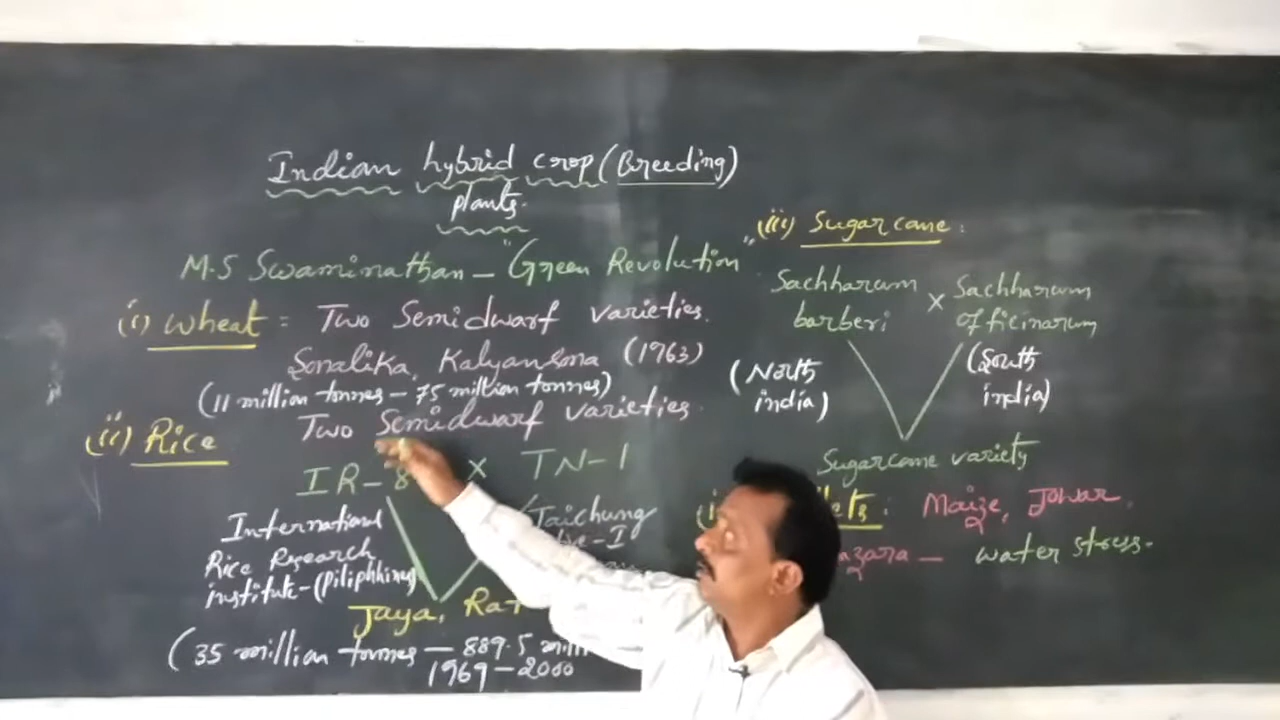 Indian hybrid crop (Breeding)
plants.
M.S Swaminathan - "Green Revolution"
(i) Wheat = Two Semidwarf varieties.
Sonalika, Kalyansona (1963)
(11 million tonnes - 75 million tonnes)
(ii) Rice Two Semidwarf varieties.
IR-8 x TN-1
International
Rice Research
institute-(Piliphhines)
Taichung
-I
Jaya,
(35 million tonnes - 889.5
1969-2000
(iii) Sugarcane:
Sachharum barberi x Sachharum officinarum
(North india) (South india)
Sugarcane variety
: Maize, Jowar,
- water stress.